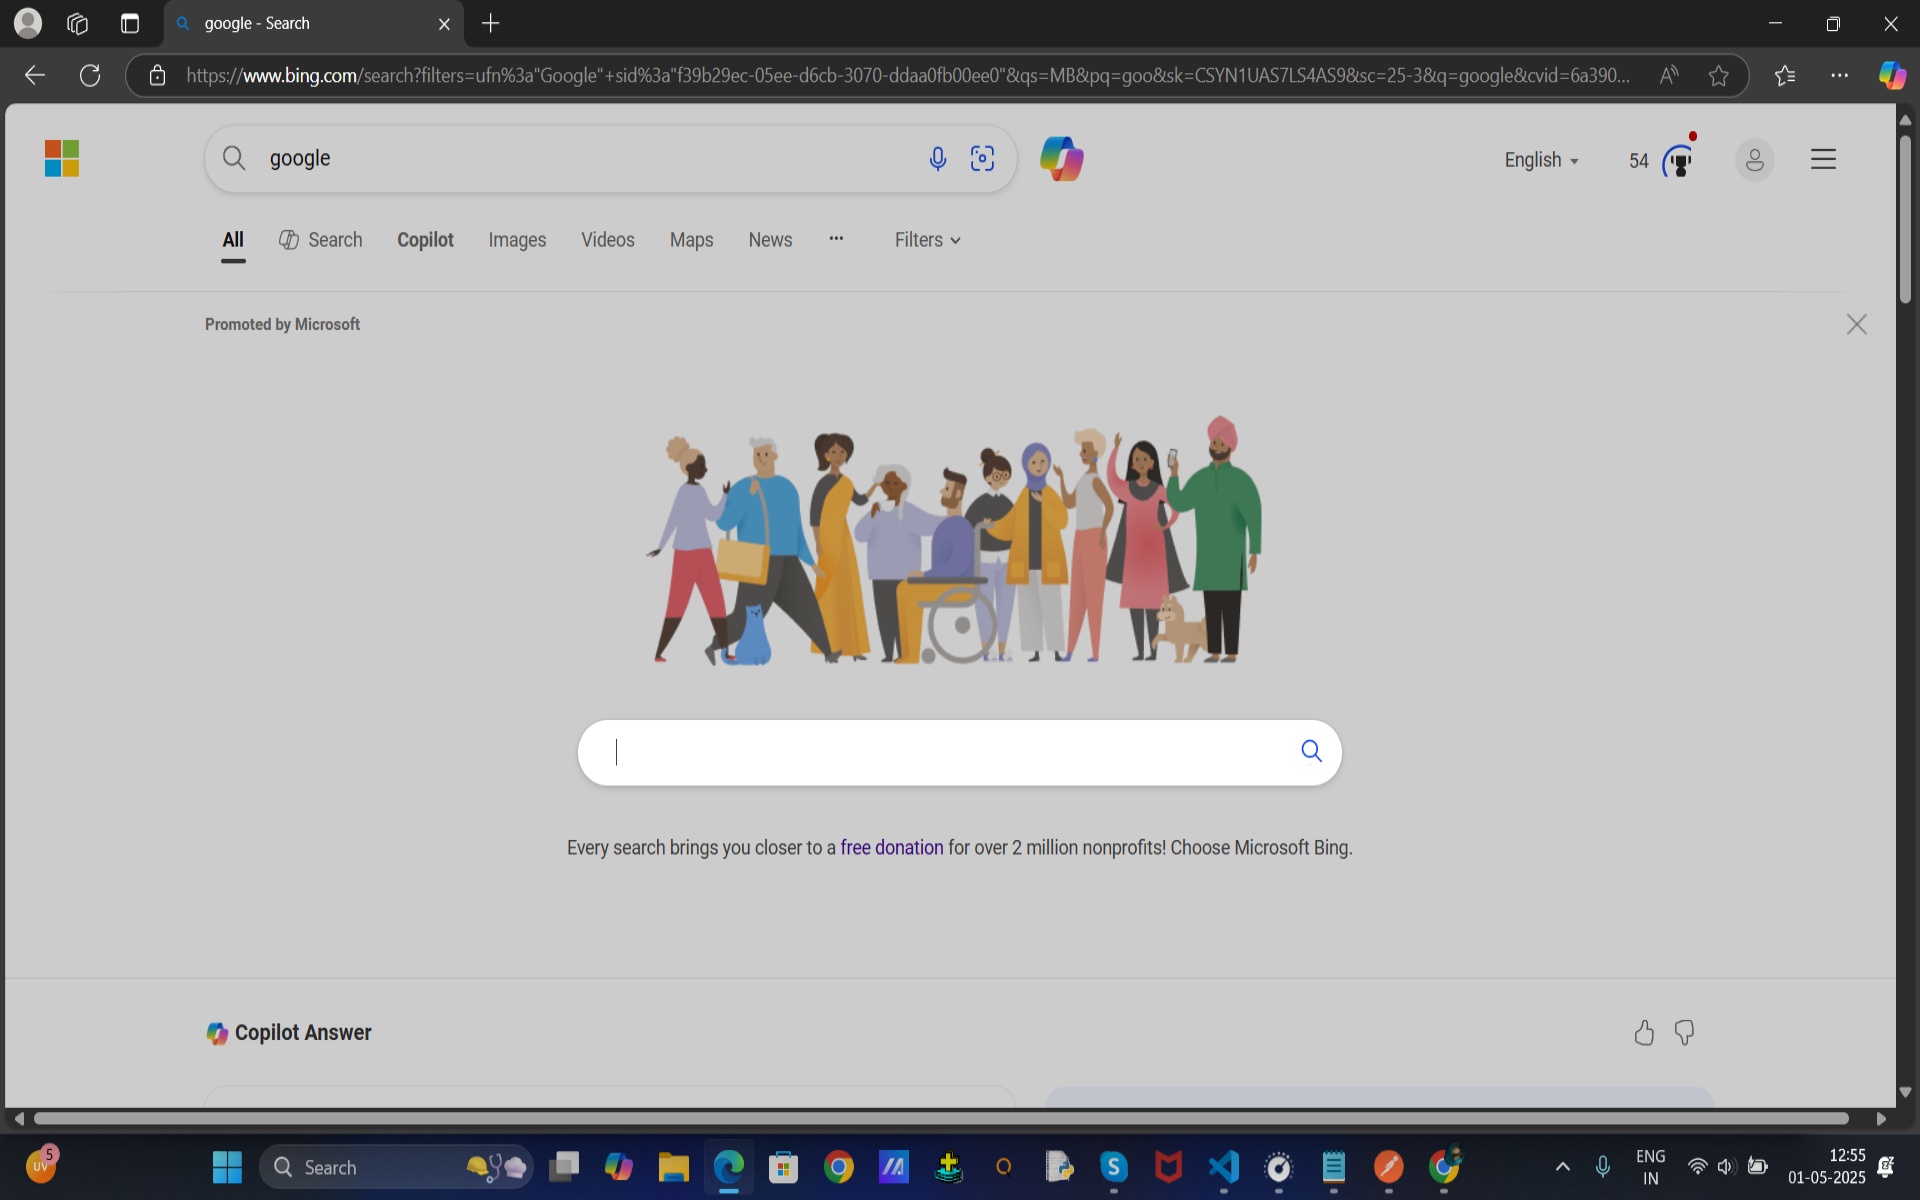 google - Search
https://www.bing.com/search?filters=ufn%3a"Google"+sid%3a"f39b29ec-05ee-d6cb-3070-ddaa0fb00ee0"&qs=MB&pq=goo&sk=CSYN1UAS7LS4AS9&sc=25-3&q=google&cvid=6a390...
google
English
54
All
Search
Copilot
Images
Videos
Maps
News
Filters
Promoted by Microsoft
Every search brings you closer to a free donation for over 2 million nonprofits! Choose Microsoft Bing.
Copilot Answer
5
UV
Search
ENG
IN
12:55
01-05-2025